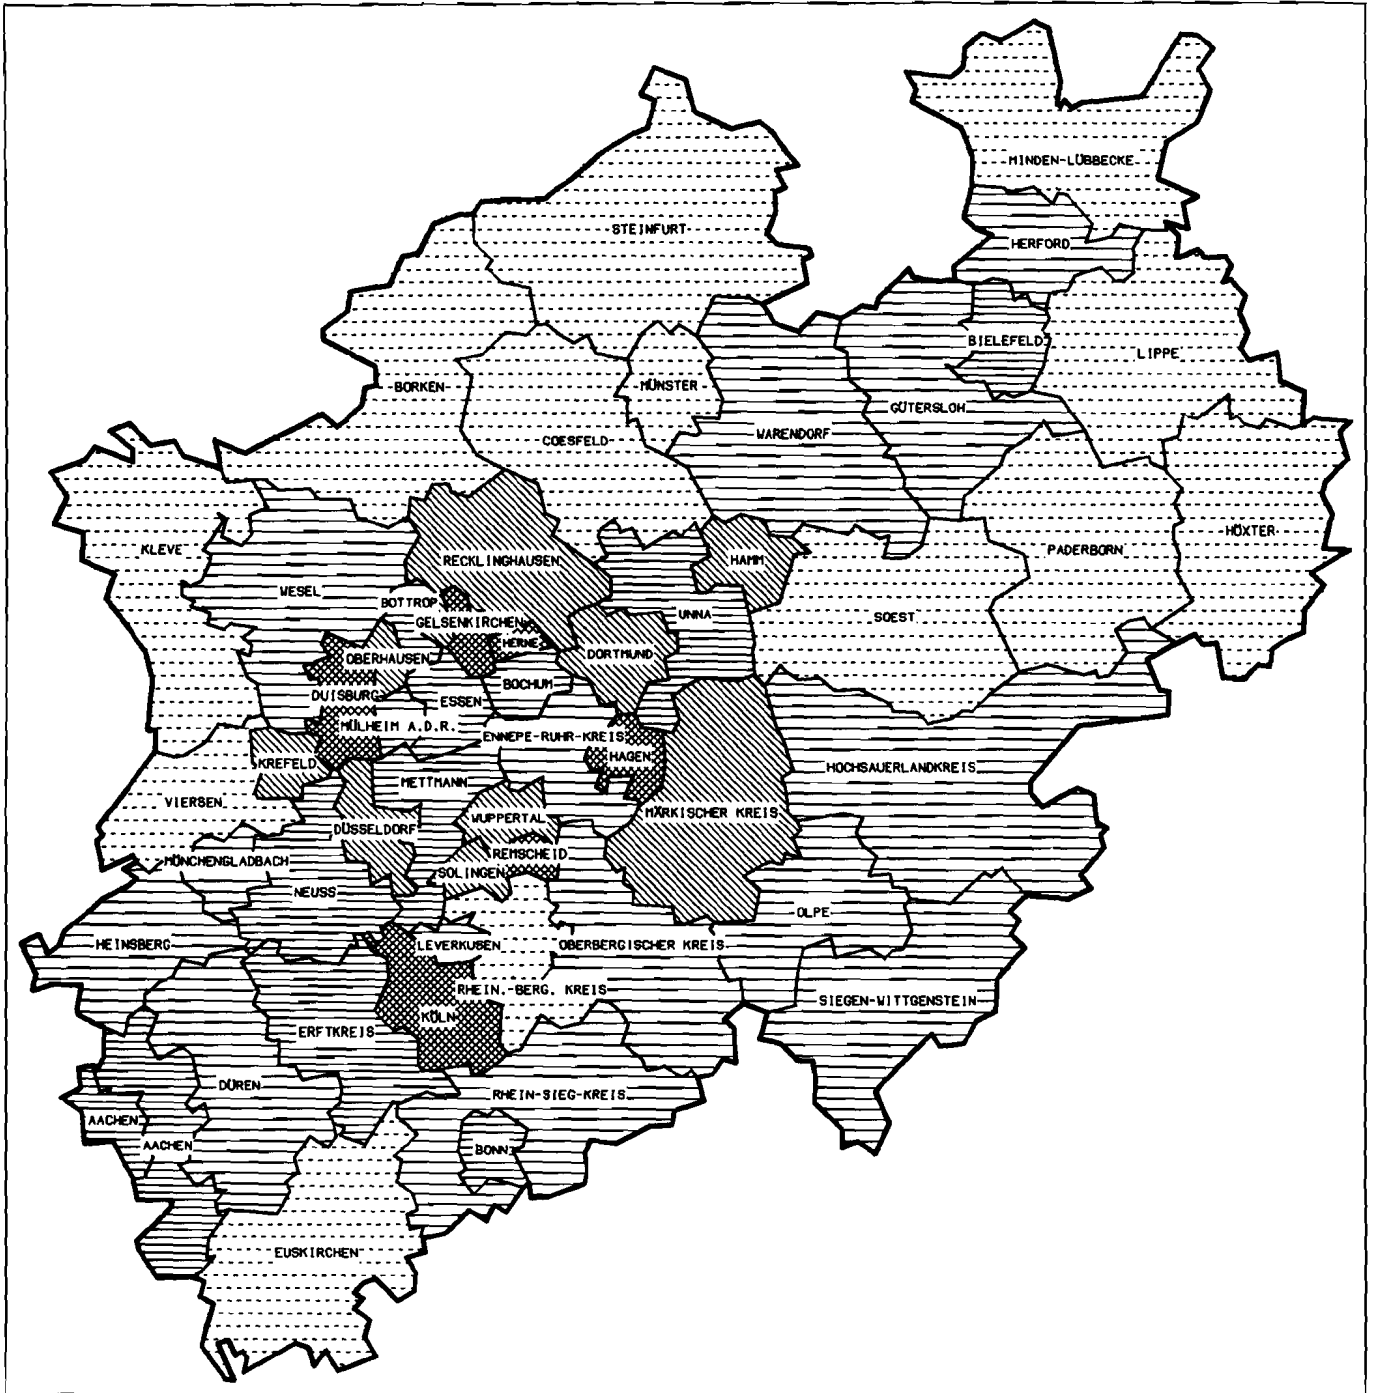 MINDEN-LÜBBECKE
STEINFURT
HERFORD
BIELEFELD
LIPPE
BORKEN
MÜNSTER
GÜTERSLOH
COESFELD
WARENDORF
HÖXTER
KLEVE
PADERBORN
RECKLINGHAUSEN
HAMM
WESEL
BOTTROP
UNNA
SOEST
GELSENKIRCHEN
HERNE
OBERHAUSEN
DORTMUND
BOCHUM
DUISBURG
ESSEN
MÜLHEIM A.D.R.
ENNEPE-RUHR-KREIS
HAGEN
KREFELD
HOCHSAUERLANDKREIS
METTMANN
VIERSEN
MÄRKISCHER KREIS
WUPPERTAL
DÜSSELDORF
REMSCHEID
MÖNCHENGLADBACH
SOLINGEN
NEUSS
OLPE
HEINSBERG
LEVERKUSEN
OBERBERGISCHER KREIS
RHEIN.-BERG. KREIS
SIEGEN-WITTGENSTEIN
KÖLN
ERFTKREIS
DÜREN
RHEIN-SIEG-KREIS
AACHEN
AACHEN
BONN
EUSKIRCHEN